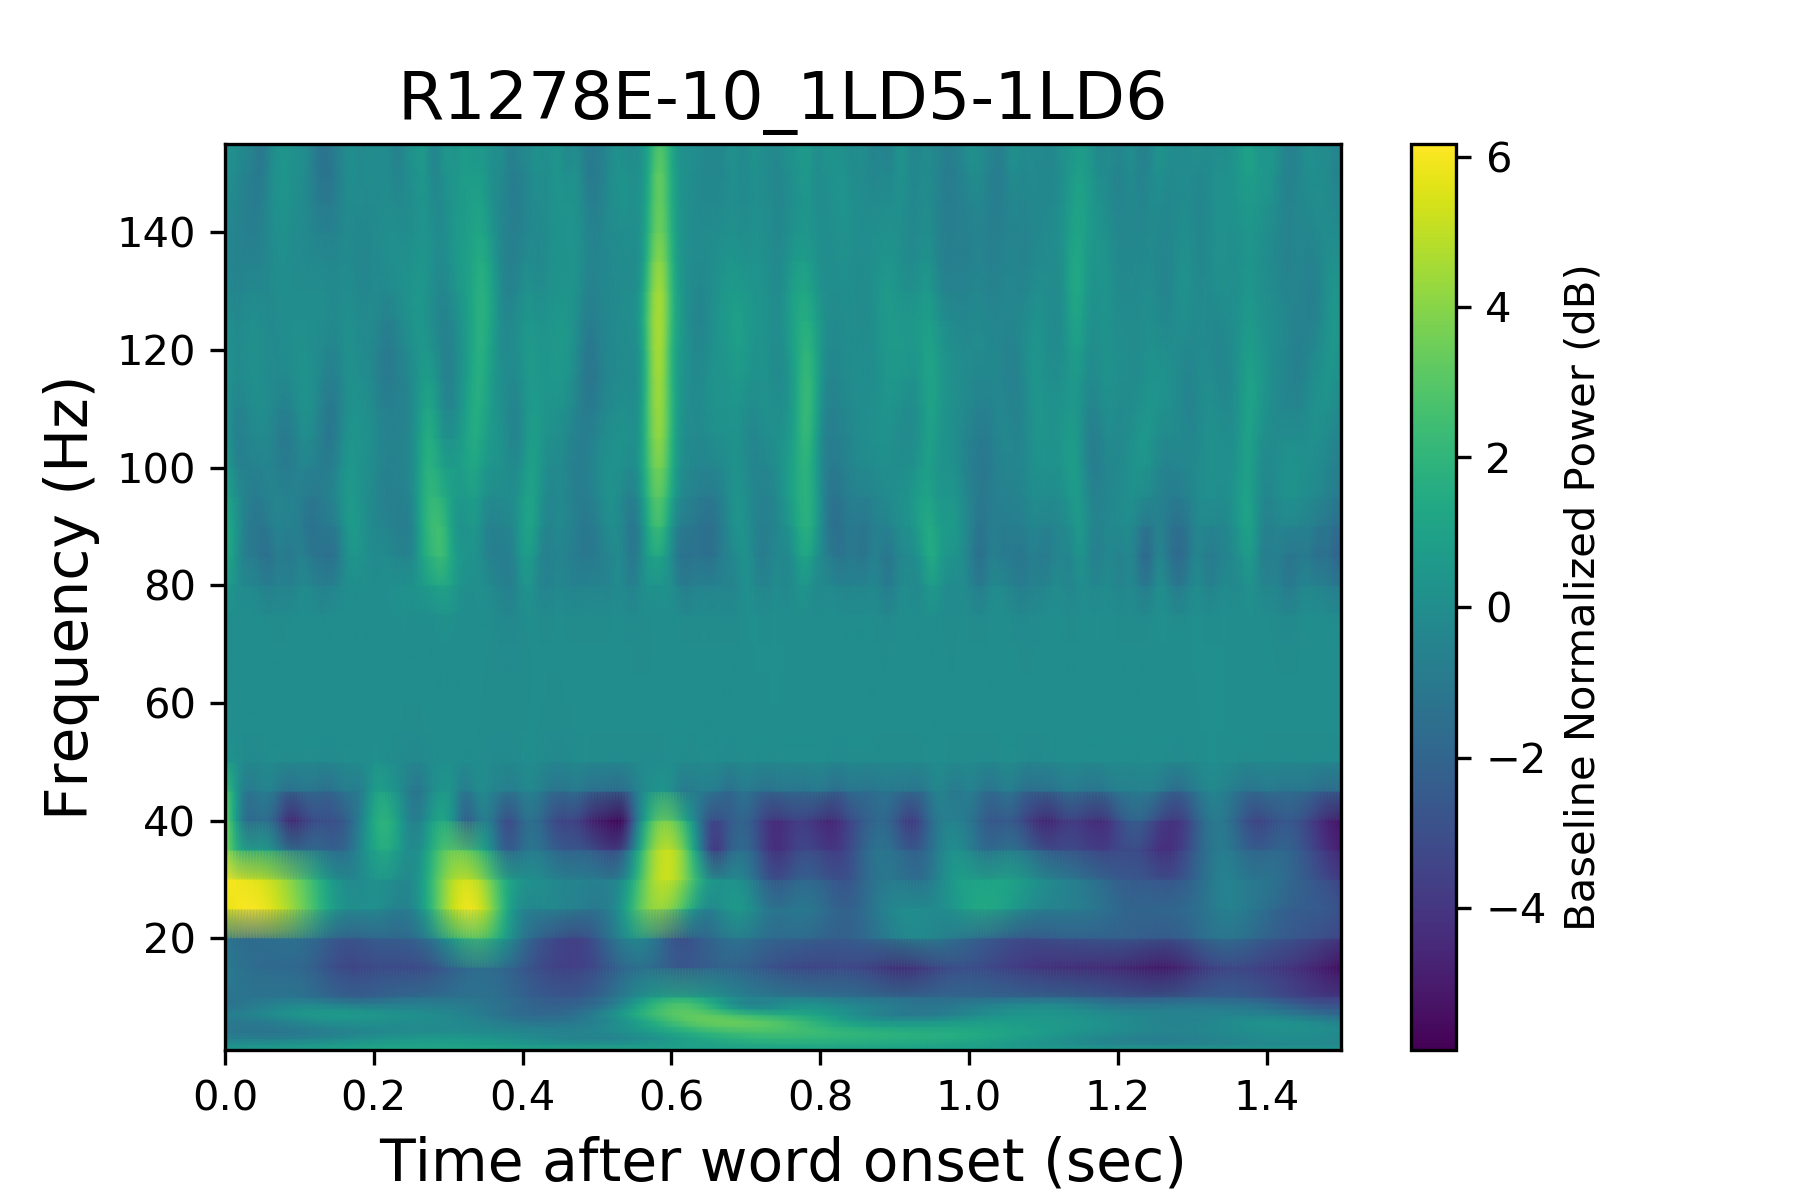 R1278E-10_1LD5-1LD6
Frequency (Hz)
140
120
100
80
60
40
20
0.0 0.2 0.4 0.6 0.8 1.0 1.2 1.4
Time after word onset (sec)
6
4
2
0
−2
−4
Baseline Normalized Power (dB)